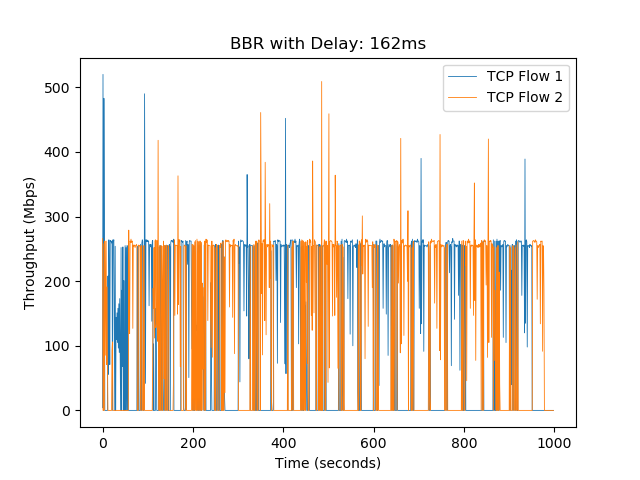 BBR with Delay: 162ms
TCP Flow 1
TCP Flow 2
500
400
300
200
100
0
Throughput (Mbps)
0 200 400 600 800 1000
Time (seconds)